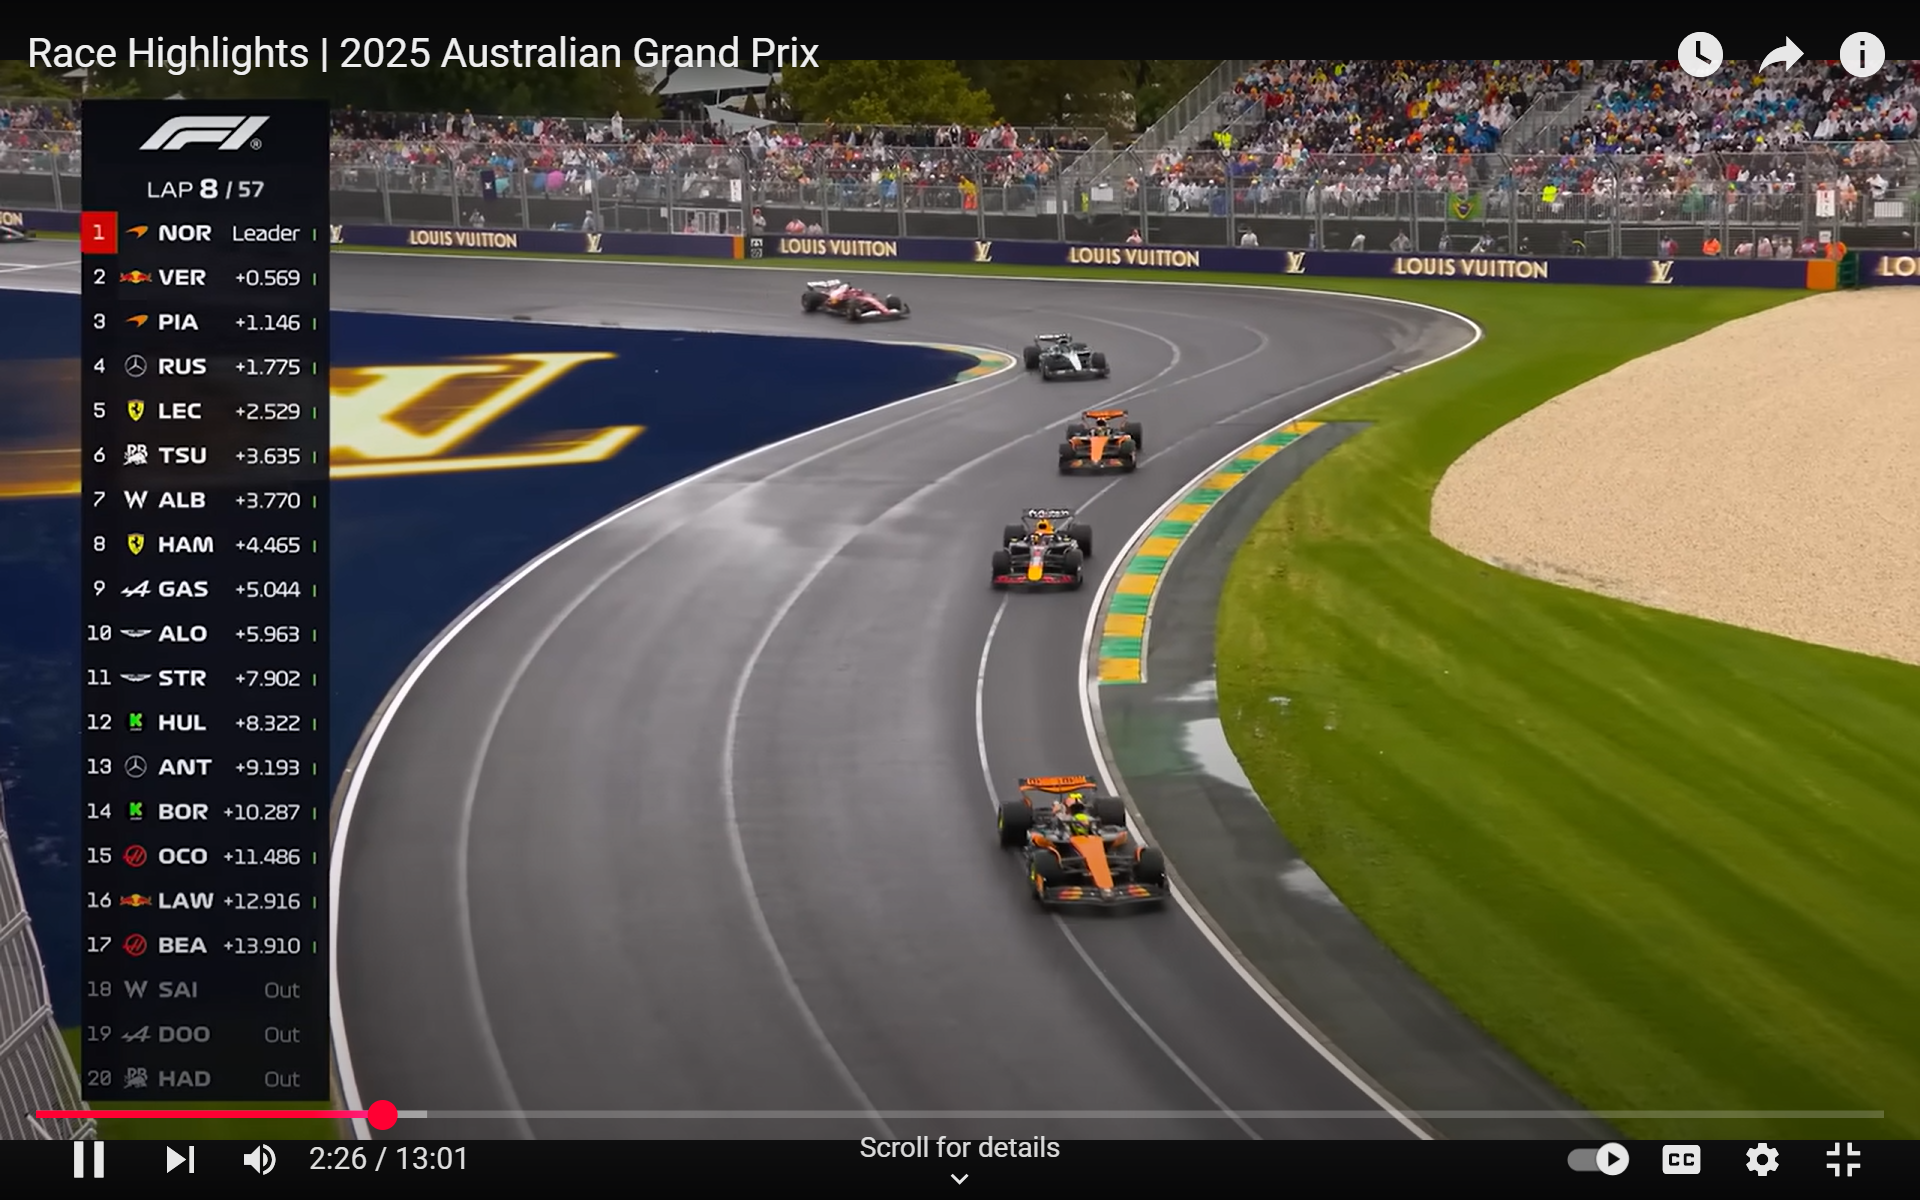 Race Highlights | 2025 Australian Grand Prix
F1®
LAP 8 / 57
1 NOR Leader
2 VER +0.569
3 PIA +1.146
4 RUS +1.775
5 LEC +2.529
6 TSU +3.635
7 W ALB +3.770
8 HAM +4.465
9 GAS +5.044
10 ALO +5.963
11 STR +7.902
12 K HUL +8.322
13 ANT +9.193
14 K BOR +10.287
15 OCO +11.486
16 LAW +12.916
17 BEA +13.910
18 W SAI Out
19 DOO Out
20 HAD Out
LOUIS VUITTON LV LOUIS VUITTON LV LOUIS VUITTON LV LOUIS VUITTON LV LO
2:26 / 13:01
Scroll for details
CC